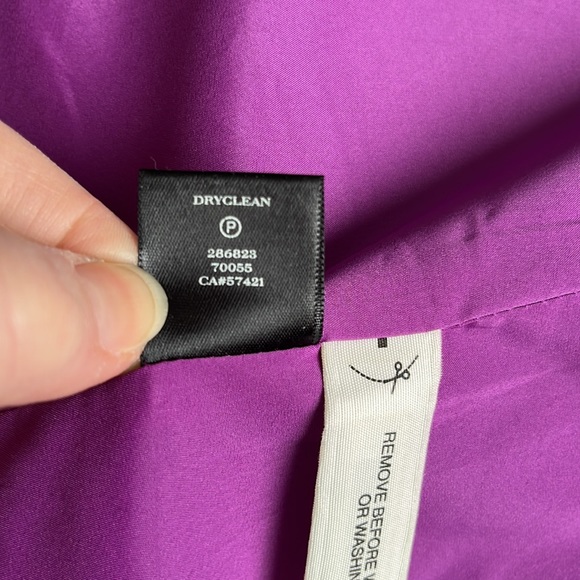 DRYCLEAN
P
286823
70055
CA#57421
REMOVE BEFORE
OR